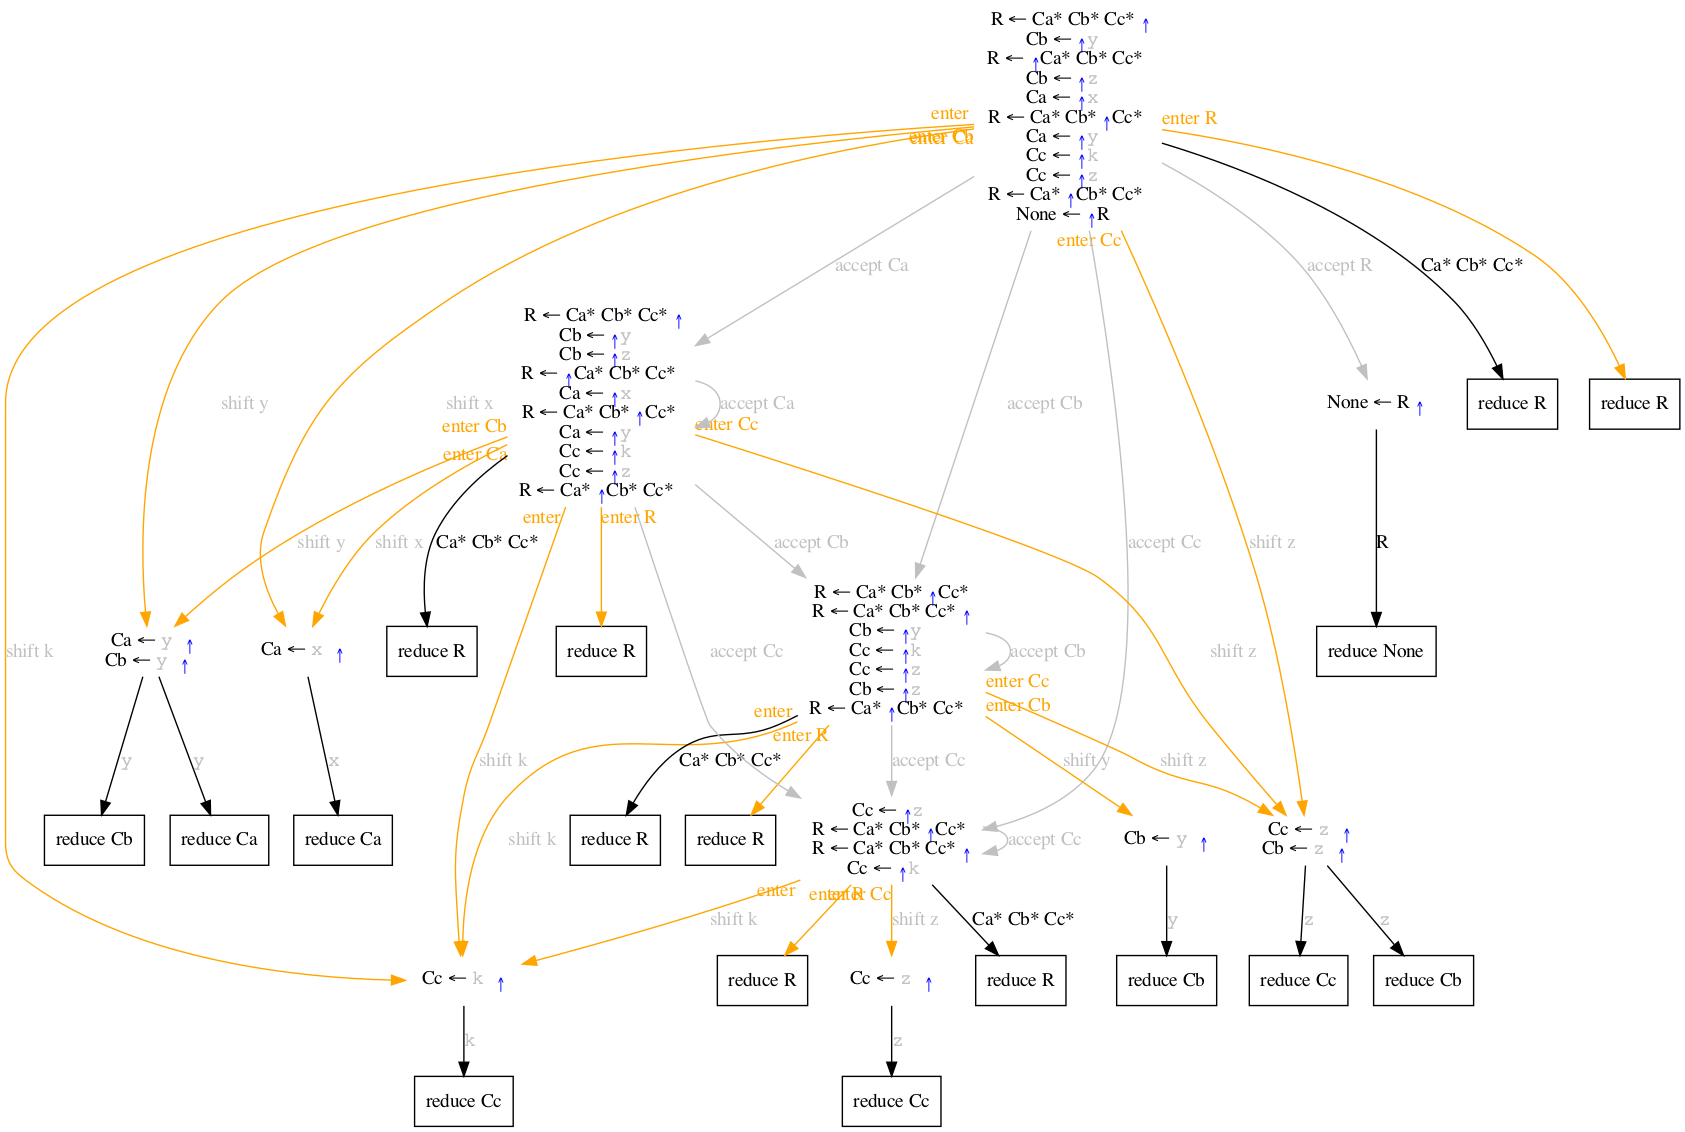 R ← Ca* Cb* Cc* ↑
Cb ← ↑ y
R ← ↑ Ca* Cb* Cc*
Cb ← ↑ z
Ca ← ↑ x
R ← Ca* Cb* ↑ Cc*
Ca ← ↑ y
Cc ← ↑ k
Cc ← ↑ z
R ← Ca* ↑ Cb* Cc*
None ← ↑ R
enter
enter Cb
enter Ca
enter R
enter Cc
accept Ca
accept R
Ca* Cb* Cc*
R ← Ca* Cb* Cc* ↑
Cb ← ↑ y
Cb ← ↑ z
R ← ↑ Ca* Cb* Cc*
Ca ← ↑ x
R ← Ca* Cb* ↑ Cc*
Ca ← ↑ y
Cc ← ↑ k
Cc ← ↑ z
R ← Ca* ↑ Cb* Cc*
shift y
shift x
accept Ca
accept Cb
None ← R ↑
reduce R
reduce R
enter Cb
enter Ca
enter Cc
enter
enter R
shift y
shift x
Ca* Cb* Cc*
accept Cb
accept Cc
shift z
R
R ← Ca* Cb* ↑ Cc*
R ← Ca* Cb* Cc* ↑
Cb ← ↑ y
Cc ← ↑ k
Cc ← ↑ z
Cb ← ↑ z
R ← Ca* ↑ Cb* Cc*
shift k
Ca ← y ↑
Cb ← y ↑
Ca ← x ↑
reduce R
reduce R
accept Cc
accept Cb
shift z
reduce None
enter Cc
enter Cb
enter
enter R
y
y
x
shift k
Ca* Cb* Cc*
accept Cc
shift y
shift z
reduce Cb
reduce Ca
reduce Ca
shift k
reduce R
reduce R
Cc ← ↑ z
R ← Ca* Cb* ↑ Cc*
R ← Ca* Cb* Cc* ↑
Cc ← ↑ k
accept Cc
Cb ← y ↑
Cc ← z ↑
Cb ← z ↑
enter
enter R
enter Cc
shift k
shift z
Ca* Cb* Cc*
y
z
z
Cc ← k ↑
reduce R
Cc ← z ↑
reduce R
reduce Cb
reduce Cc
reduce Cb
k
z
reduce Cc
reduce Cc